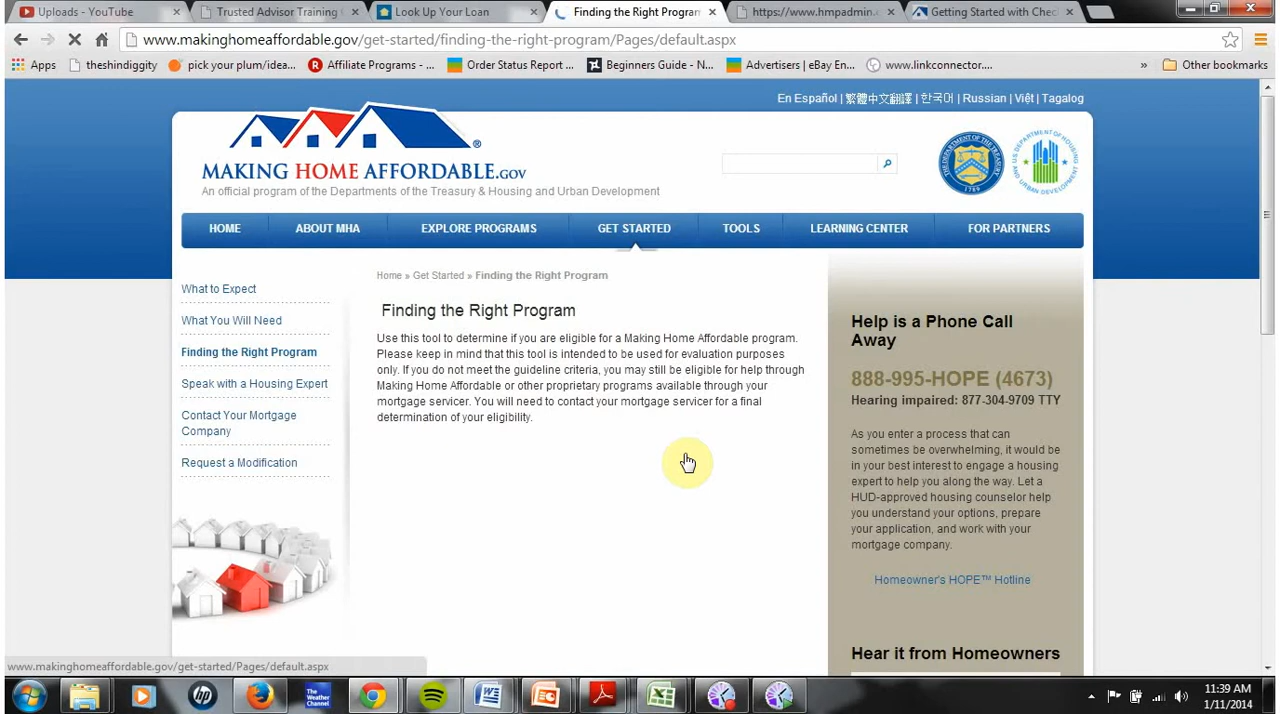 Uploads - YouTube
Trusted Advisor Training
Look Up Your Loan
Finding the Right Program
https://www.hmpadmin.c
Getting Started with Chec
www.makinghomeaffordable.gov/get-started/finding-the-right-program/Pages/default.aspx
Apps
theshindiggity
pick your plum/idea...
Affiliate Programs - ...
Order Status Report ...
Beginners Guide - N...
Advertisers | eBay En...
www.linkconnector....
»
Other bookmarks
En Español | 繁體中文翻譯 | 한국어 | Russian | Việt | Tagalog
MAKING HOME AFFORDABLE.GOV
®
An official program of the Departments of the Treasury & Housing and Urban Development
HOME
ABOUT MHA
EXPLORE PROGRAMS
GET STARTED
TOOLS
LEARNING CENTER
FOR PARTNERS
What to Expect
What You Will Need
Finding the Right Program
Speak with a Housing Expert
Contact Your Mortgage
Company
Request a Modification
Home » Get Started » Finding the Right Program
Finding the Right Program
Use this tool to determine if you are eligible for a Making Home Affordable program.
Please keep in mind that this tool is intended to be used for evaluation purposes
only. If you do not meet the guideline criteria, you may still be eligible for help through
Making Home Affordable or other proprietary programs available through your
mortgage servicer. You will need to contact your mortgage servicer for a final
determination of your eligibility.
Help is a Phone Call
Away
888-995-HOPE (4673)
Hearing impaired: 877-304-9709 TTY
As you enter a process that can
sometimes be overwhelming, it would be
in your best interest to engage a housing
expert to help you along the way. Let a
HUD-approved housing counselor help
you understand your options, prepare
your application, and work with your
mortgage company.
Homeowner's HOPE™ Hotline
Hear it from Homeowners
www.makinghomeaffordable.gov/get-started/Pages/default.aspx
hp
The
Weather
Channel
11:39 AM
1/11/2014